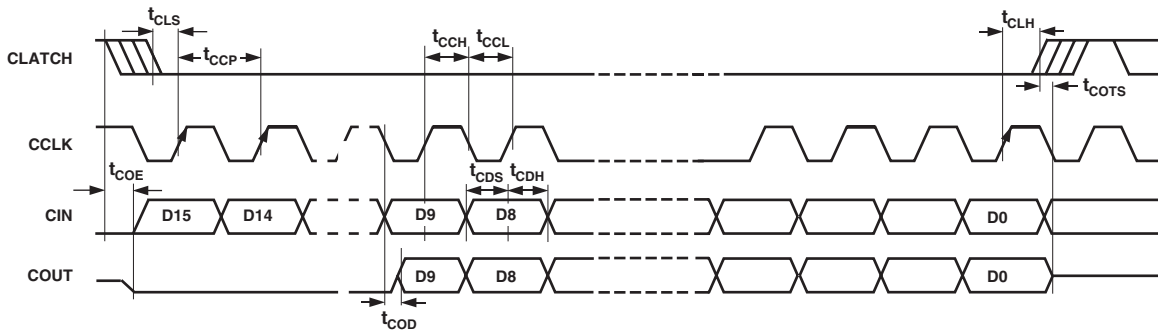 tCLS
tCCP
tCCH
tCCL
tCLH
CLATCH
tCOTS
CCLK
tCOE
tCDS
tCDH
CIN
D15
D14
D9
D8
D0
COUT
D9
D8
D0
tCOD